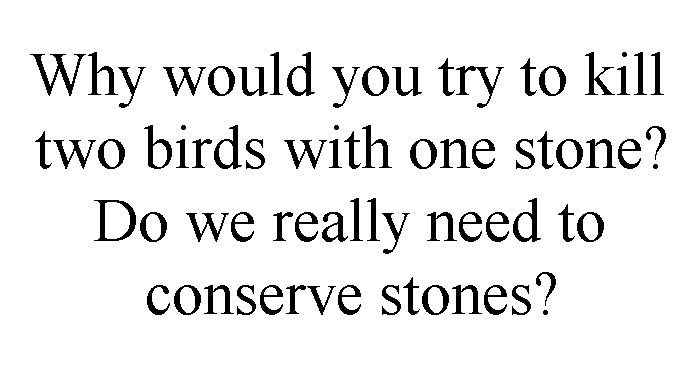 Why would you try to kill
two birds with one stone?
Do we really need to
conserve stones?